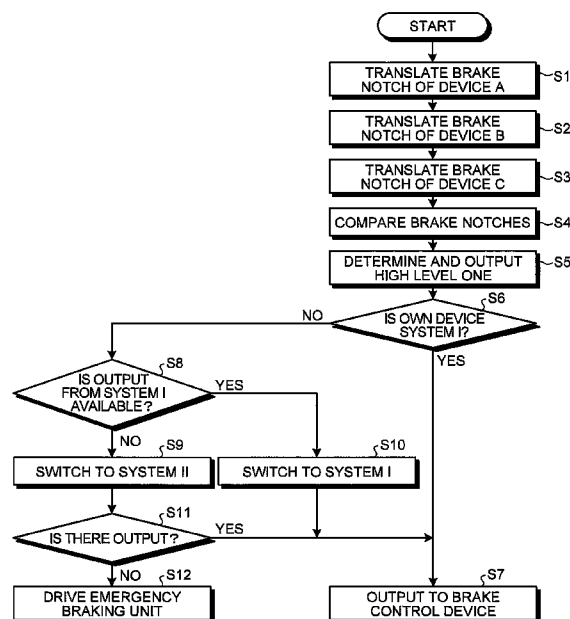 START
TRANSLATE BRAKE
NOTCH OF DEVICE A
S1
TRANSLATE BRAKE
NOTCH OF DEVICE B
S2
TRANSLATE BRAKE
NOTCH OF DEVICE C
S3
COMPARE BRAKE NOTCHES
S4
DETERMINE AND OUTPUT
HIGH LEVEL ONE
S5
S6
IS OWN DEVICE
SYSTEM I?
NO
YES
S8
IS OUTPUT
FROM SYSTEM I
AVAILABLE?
YES
NO
S9
SWITCH TO SYSTEM II
S10
SWITCH TO SYSTEM I
S11
IS THERE OUTPUT?
YES
NO
S12
DRIVE EMERGENCY
BRAKING UNIT
S7
OUTPUT TO BRAKE
CONTROL DEVICE